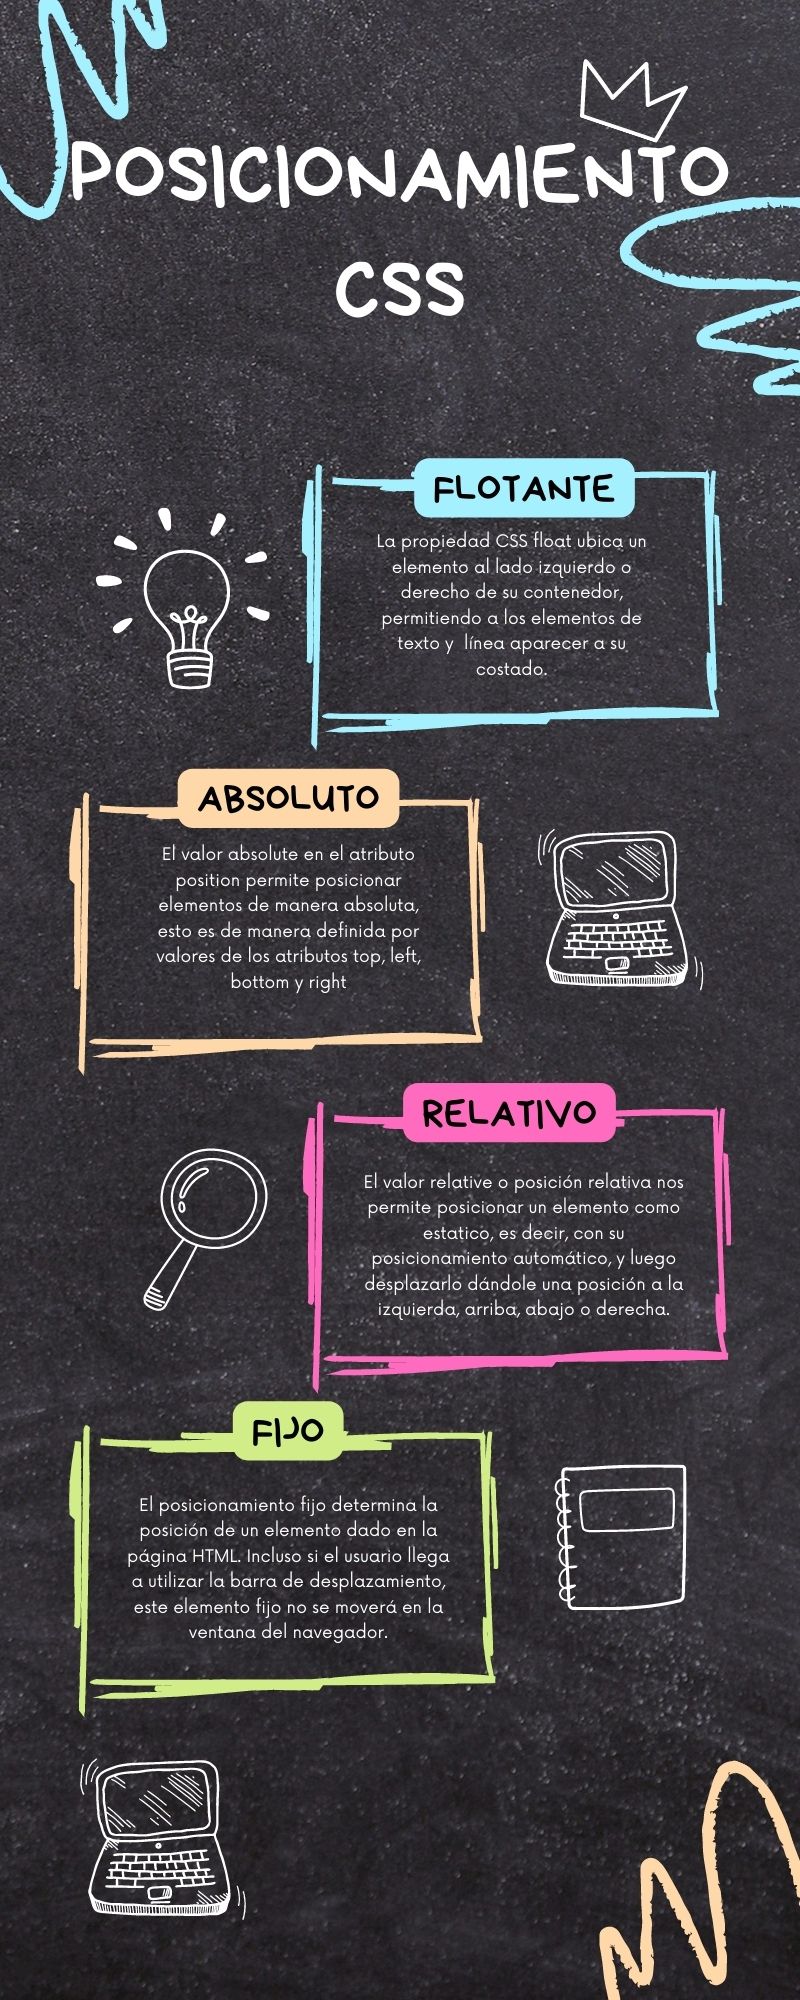 POSICIONAMIENTO
CSS
FLOTANTE
La propiedad CSS float ubica un
elemento al lado izquierdo o
derecho de su contenedor,
permitiendo a los elementos de
texto y  línea aparecer a su
costado.
ABSOLUTO
El valor absolute en el atributo
position permite posicionar
elementos de manera absoluta,
esto es de manera definida por
valores de los atributos top, left,
bottom y right
RELATIVO
El valor relative o posición relativa nos
permite posicionar un elemento como
estatico, es decir, con su
posicionamiento automático, y luego
desplazarlo dándole una posición a la
izquierda, arriba, abajo o derecha.
FIJO
El posicionamiento fijo determina la
posición de un elemento dado en la
página HTML. Incluso si el usuario llega
a utilizar la barra de desplazamiento,
este elemento fijo no se moverá en la
ventana del navegador.